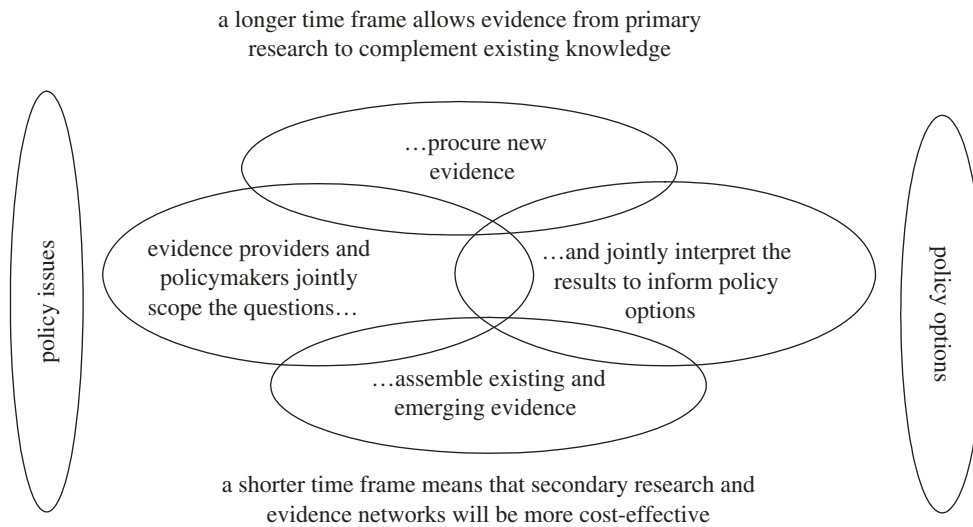 a longer time frame allows evidence from primary
research to complement existing knowledge
…procure new
evidence
policy issues
evidence providers and
policymakers jointly
scope the questions…
…and jointly interpret the
results to inform policy
options
policy options
…assemble existing and
emerging evidence
a shorter time frame means that secondary research and
evidence networks will be more cost-effective